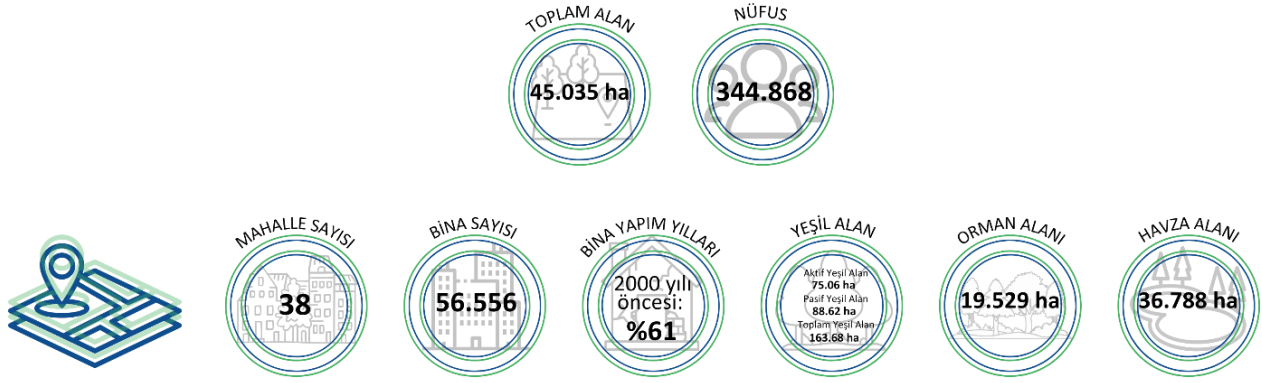 TOPLAM ALAN
45.035 ha
NÜFUS
344.868
MAHALLE SAYISI
38
BİNA SAYISI
56.556
BİNA YAPIM YILLARI
2000 yılı
öncesi:
%61
YEŞİL ALAN
Aktif Yeşil Alan
75.06 ha
Pasif Yeşil Alan
88.62 ha
Toplam Yeşil Alan
163.68 ha
ORMAN ALANI
19.529 ha
HAVZA ALANI
36.788 ha